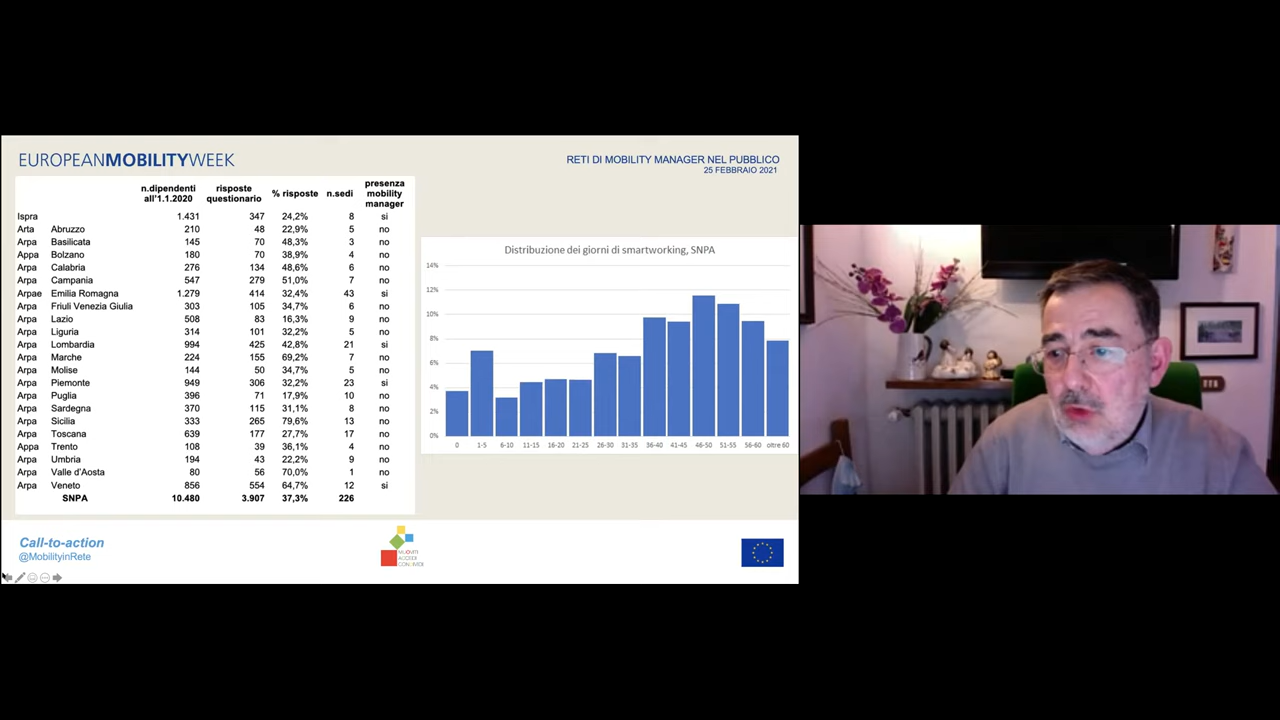 EUROPEANMOBILITYWEEK
RETI DI MOBILITY MANAGER NEL PUBBLICO
25 FEBBRAIO 2021
n.dipendenti all'1.1.2020 risposte questionario % risposte n.sedi presenza mobility manager
Ispra 1.431 347 24,2% 8 si
Arta Abruzzo 210 48 22,9% 5 no
Arpa Basilicata 145 70 48,3% 3 no
Appa Bolzano 180 70 38,9% 4 no
Arpa Calabria 276 134 48,6% 6 no
Arpa Campania 547 279 51,0% 7 no
Arpae Emilia Romagna 1.279 414 32,4% 43 si
Arpa Friuli Venezia Giulia 303 105 34,7% 6 no
Arpa Lazio 508 83 16,3% 9 no
Arpa Liguria 314 101 32,2% 5 no
Arpa Lombardia 994 425 42,8% 21 si
Arpa Marche 224 155 69,2% 7 no
Arpa Molise 144 50 34,7% 5 no
Arpa Piemonte 949 306 32,2% 23 si
Arpa Puglia 396 71 17,9% 10 no
Arpa Sardegna 370 115 31,1% 8 no
Arpa Sicilia 333 265 79,6% 13 no
Arpa Toscana 639 177 27,7% 17 no
Appa Trento 108 39 36,1% 4 no
Arpa Umbria 194 43 22,2% 9 no
Arpa Valle d'Aosta 80 56 70,0% 1 no
Arpa Veneto 856 554 64,7% 12 si
SNPA 10.480 3.907 37,3% 226
Distribuzione dei giorni di smartworking, SNPA
14%
12%
10%
8%
6%
4%
2%
0%
0 1-5 6-10 11-15 16-20 21-25 26-30 31-35 36-40 41-45 46-50 51-55 56-60 oltre 60
Call-to-action
@MobilityinRete
MUOVITI
ACCEDI
CONDIVIDI